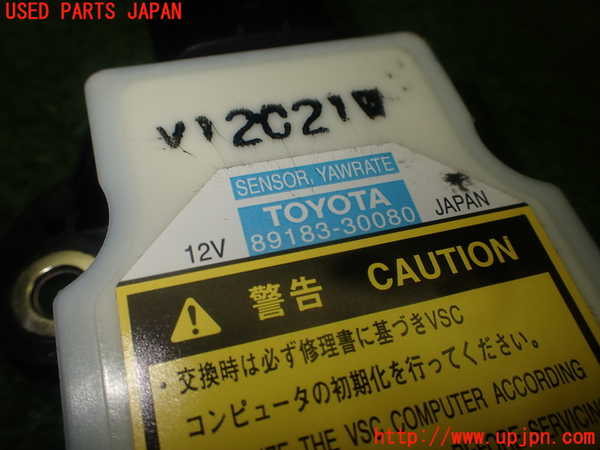 USED PARTS JAPAN
V12C21
SENSOR, YAWRATE
TOYOTA
12V
89183-30080
JAPAN
警告 CAUTION
・交換時は必ず修理書に基づきVSC
コンピュータの初期化を行ってください。
THE VSC COMPUTER ACCORDING
BEFORE SERVICING
http://www.upjpn.com